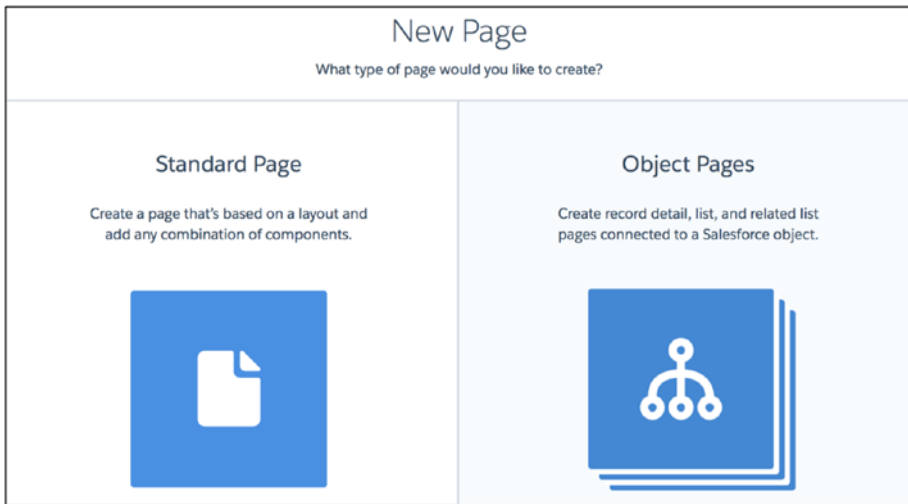 New Page
What type of page would you like to create?
Standard Page
Create a page that's based on a layout and
add any combination of components.
Object Pages
Create record detail, list, and related list
pages connected to a Salesforce object.